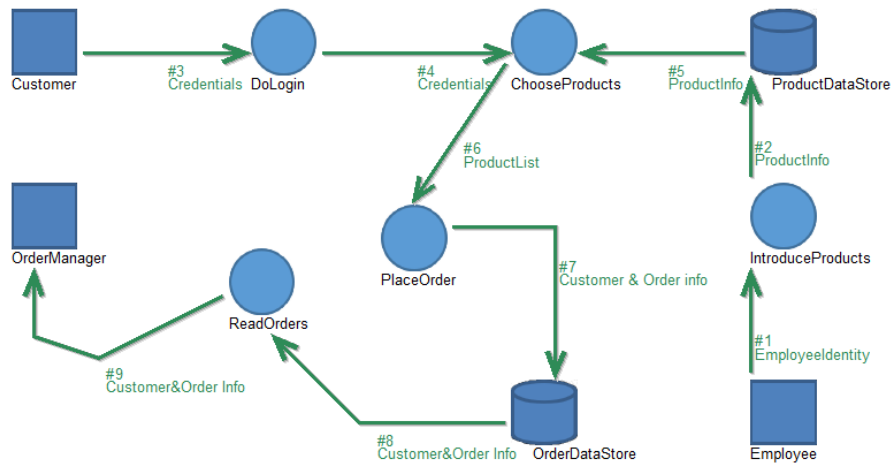 #3
Credentials
#4
Credentials
#5
ProductInfo
Customer
DoLogin
ChooseProducts
ProductDataStore
#6
ProductList
#2
ProductInfo
OrderManager
PlaceOrder
IntroduceProducts
#7
Customer & Order info
ReadOrders
#1
EmployeeIdentity
#9
Customer&Order Info
#8
Customer&Order Info
OrderDataStore
Employee